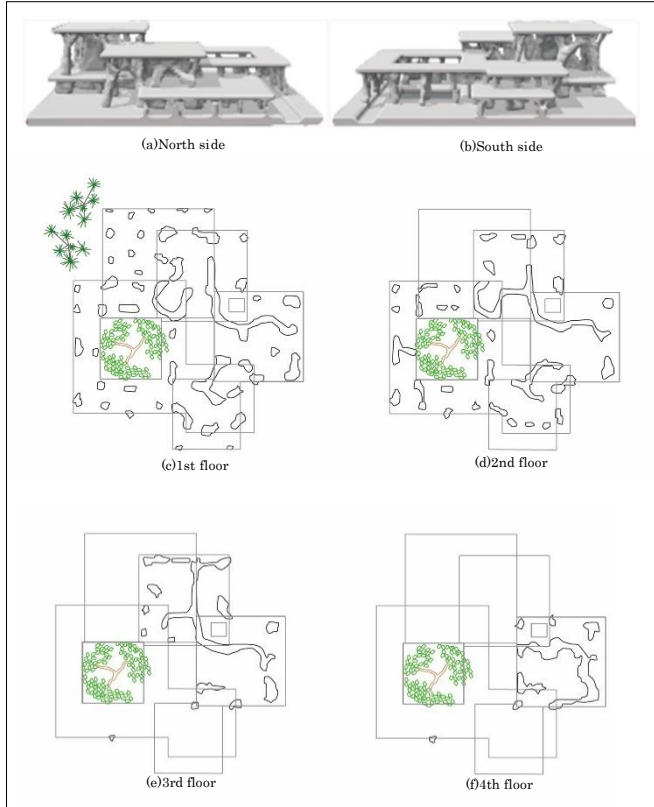 (a)North side
(b)South side
(c)1st floor
(d)2nd floor
(e)3rd floor
(f)4th floor